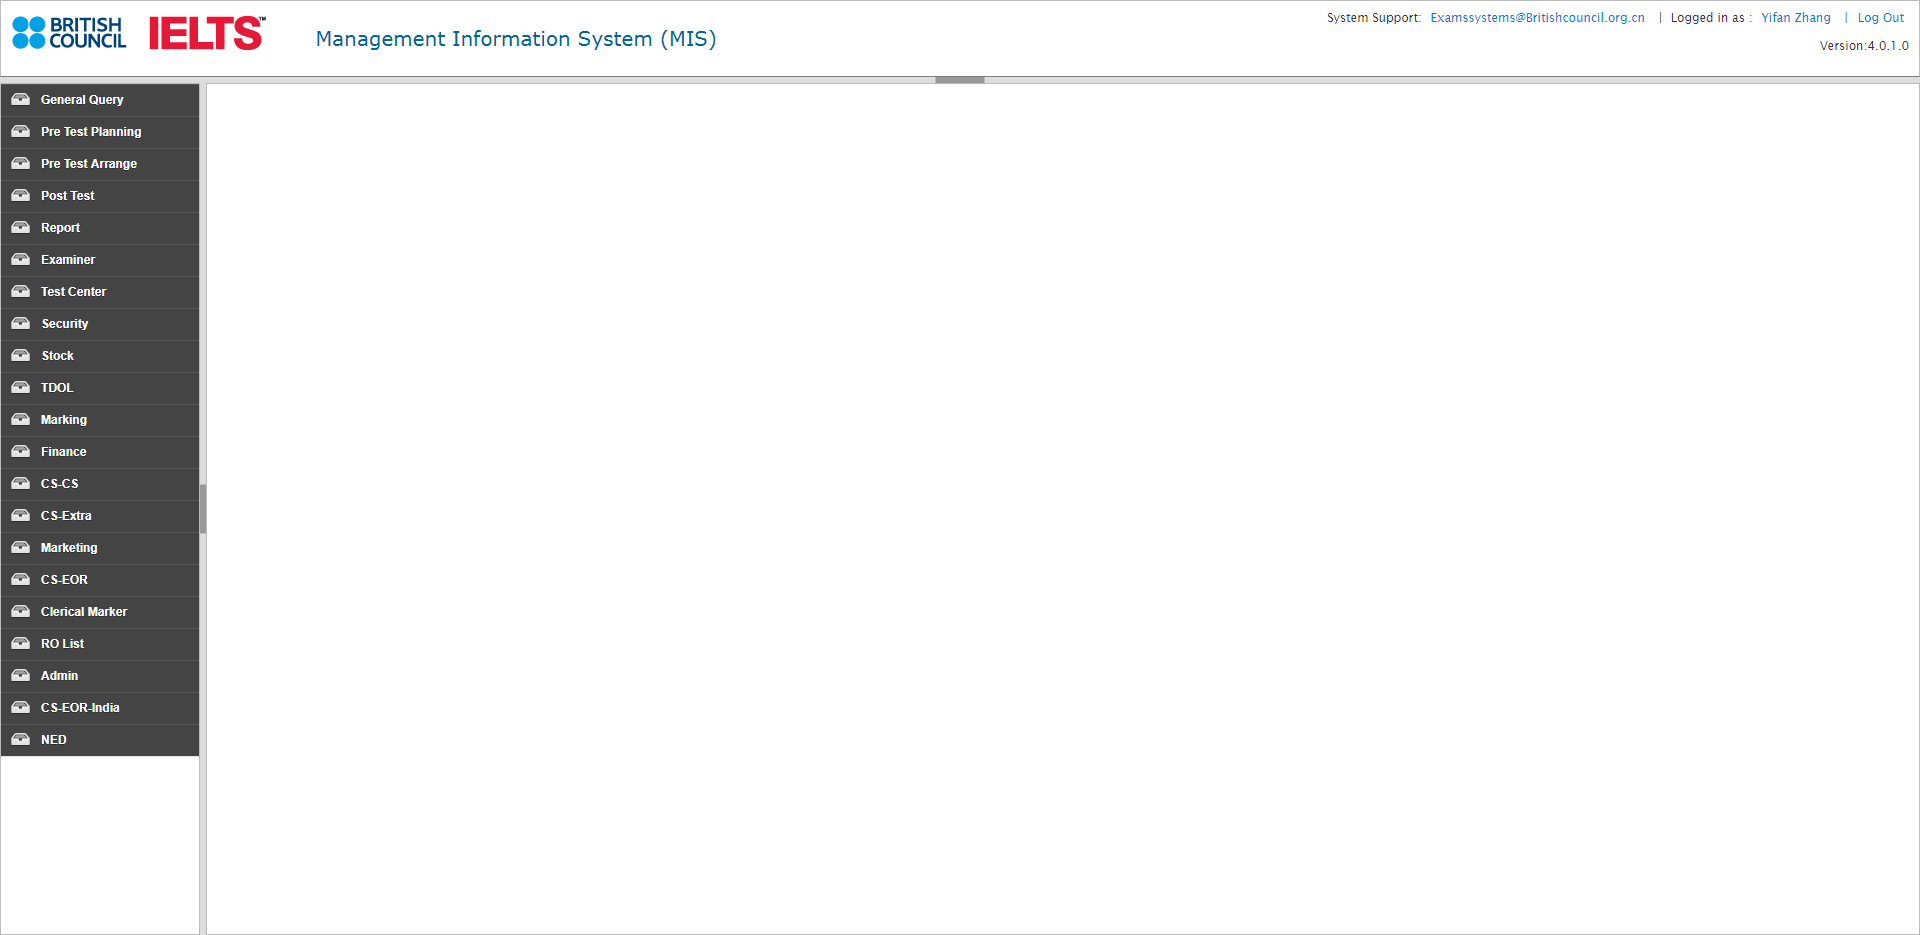 BRITISH
COUNCIL
IELTS™
Management Information System (MIS)
System Support: Examssystems@Britishcouncil.org.cn | Logged in as : Yifan Zhang | Log Out
Version:4.0.1.0
General Query
Pre Test Planning
Pre Test Arrange
Post Test
Report
Examiner
Test Center
Security
Stock
TDOL
Marking
Finance
CS-CS
CS-Extra
Marketing
CS-EOR
Clerical Marker
RO List
Admin
CS-EOR-India
NED